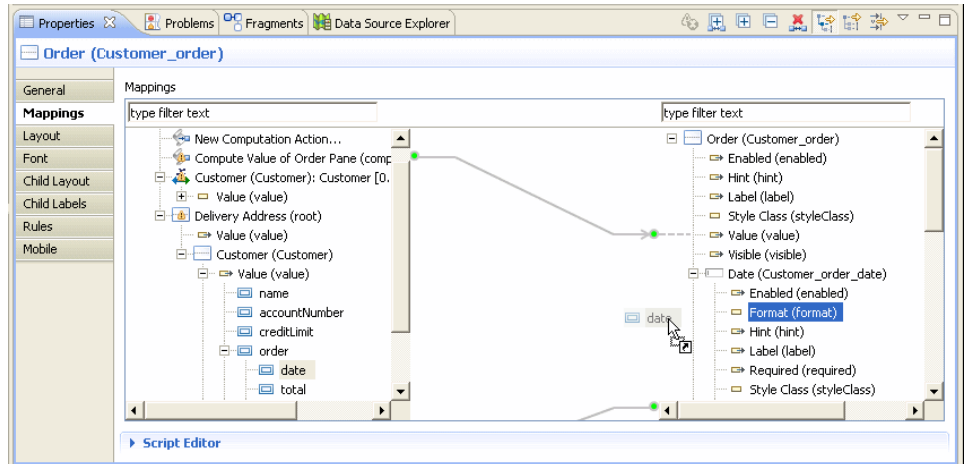 Properties Problems Fragments Data Source Explorer
Order (Customer_order)
General
Mappings
Layout
Font
Child Layout
Child Labels
Rules
Mobile
Mappings
type filter text
New Computation Action...
Compute Value of Order Pane (comp
Customer (Customer): Customer [0.
Value (value)
Delivery Address (root)
Value (value)
Customer (Customer)
Value (value)
name
accountNumber
creditLimit
order
date
total
date
type filter text
Order (Customer_order)
Enabled (enabled)
Hint (hint)
Label (label)
Style Class (styleClass)
Value (value)
Visible (visible)
Date (Customer_order_date)
Enabled (enabled)
Format (format)
Hint (hint)
Label (label)
Required (required)
Style Class (styleClass)
Script Editor